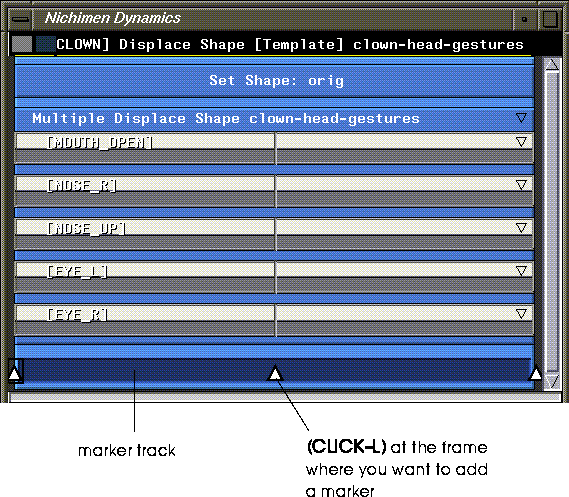 Nichimen Dynamics
CLOWN] Displace Shape [Template] clown-head-gestures
Set Shape: orig
Multiple Displace Shape clown-head-gestures
[MOUTH_OPEN]
[NOSE_R]
[NOSE_UP]
[EYE_L]
[EYE_R]
marker track
(CLICK-L) at the frame
where you want to add
a marker